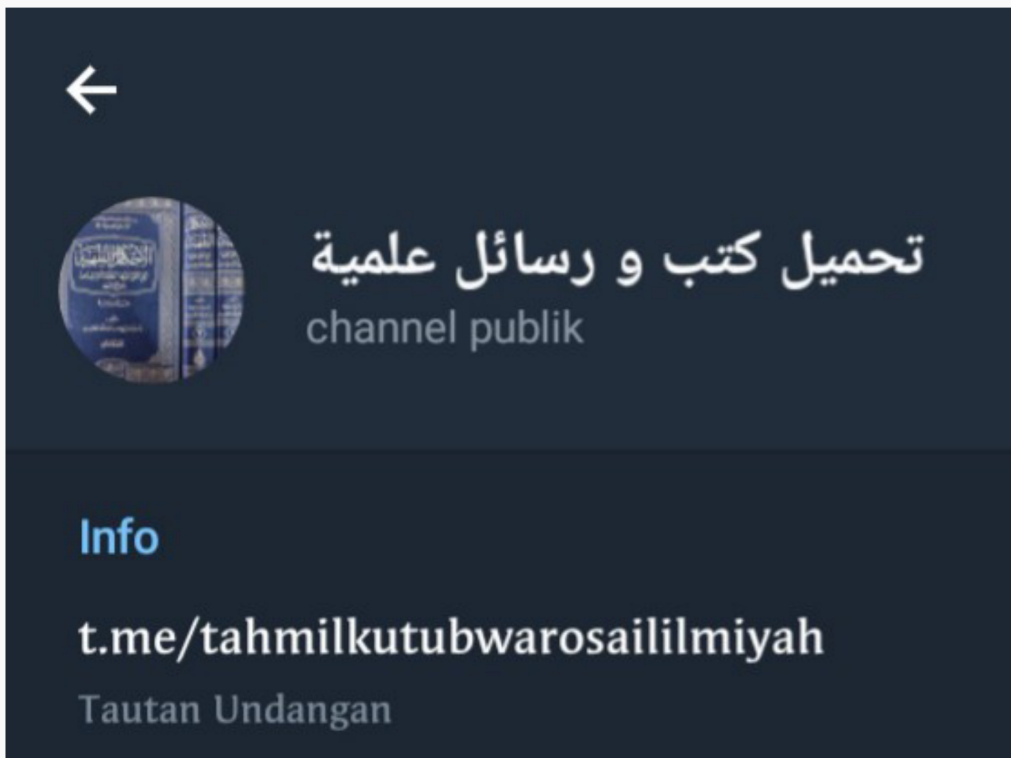 تحميل كتب و رسائل علمية
channel publik
Info
t.me/tahmilkutubwarosaililmiyah
Tautan Undangan